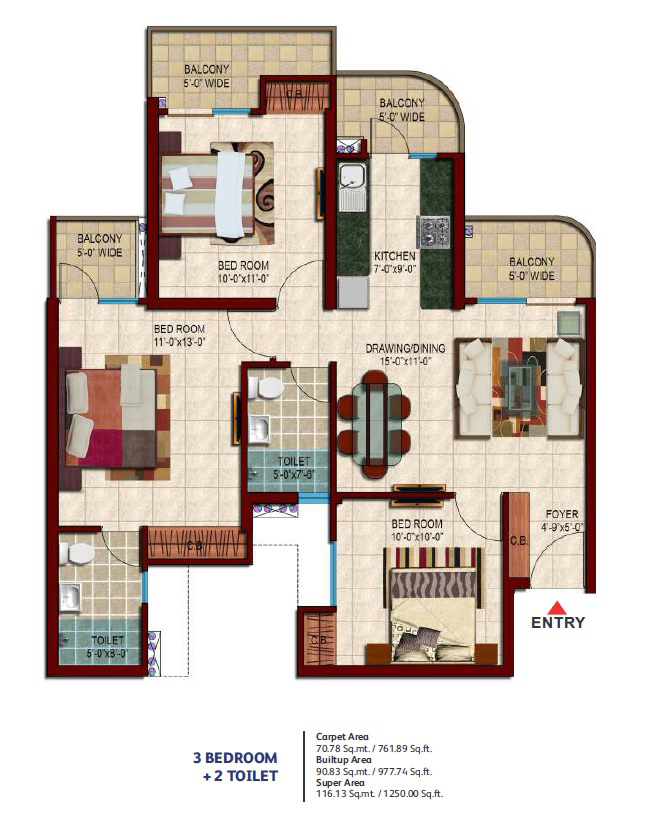 BALCONY
5'-0" WIDE
C.B.
BALCONY
5'-0" WIDE
BALCONY
5'-0" WIDE
BED ROOM
10'-0"x11'-0"
KITCHEN
7'-0"x9'-0"
BALCONY
5'-0" WIDE
BED ROOM
11'-0"x13'-0"
DRAWING/DINING
15'-0"x11'-0"
TOILET
5'-0"x7'-6"
BED ROOM
10'-0"x10'-0"
FOYER
4'-9"x5'-0"
C.B.
C.B.
TOILET
5'-0"x8'-0"
C.B.
ENTRY
3 BEDROOM
+ 2 TOILET
Carpet Area
70.78 Sq.mt. / 761.89 Sq.ft.
Builtup Area
90.83 Sq.mt. / 977.74 Sq.ft.
Super Area
116.13 Sq.mt. / 1250.00 Sq.ft.